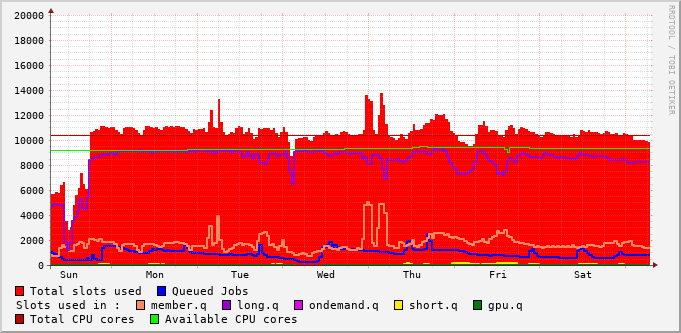 20000
18000
16000
14000
12000
10000
8000
6000
4000
2000
0
Sun Mon Tue Wed Thu Fri Sat
Total slots used Queued Jobs
Slots used in : member.q long.q ondemand.q short.q gpu.q
Total CPU cores Available CPU cores
RRDTOOL / TOBI OETIKER